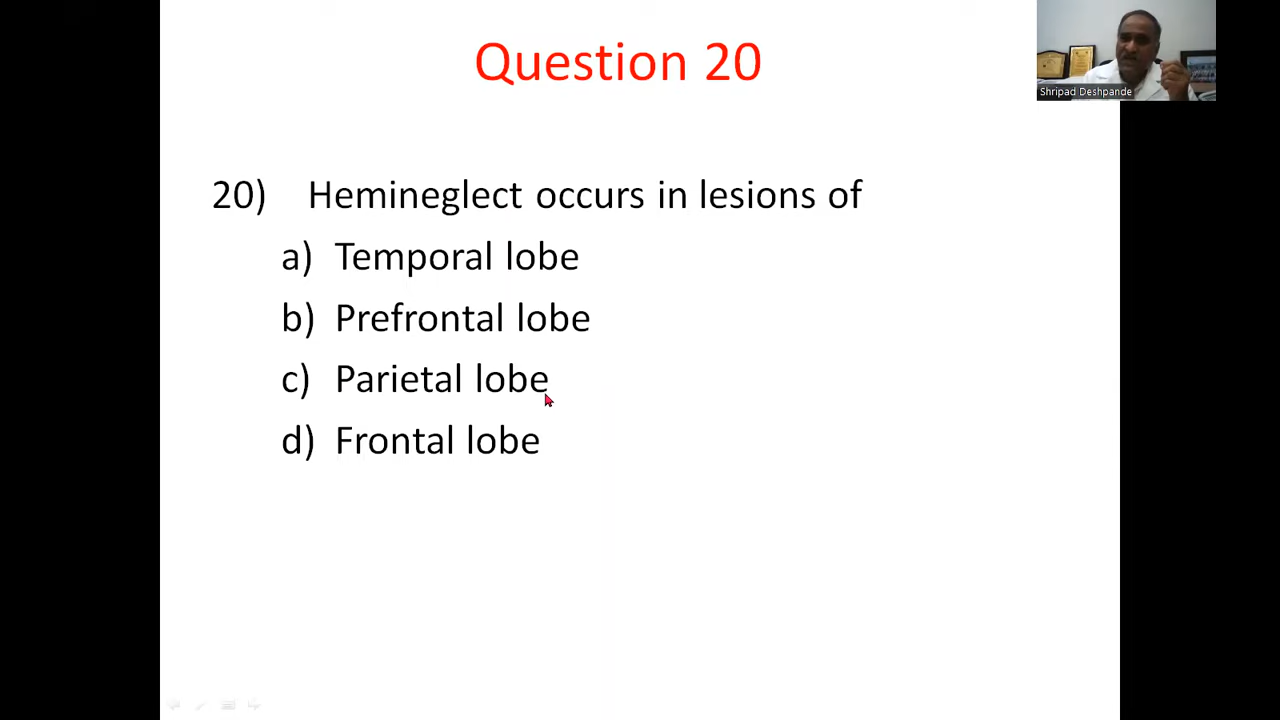 Question 20
Shripad Deshpande
20) Hemineglect occurs in lesions of
a) Temporal lobe
b) Prefrontal lobe
c) Parietal lobe
d) Frontal lobe